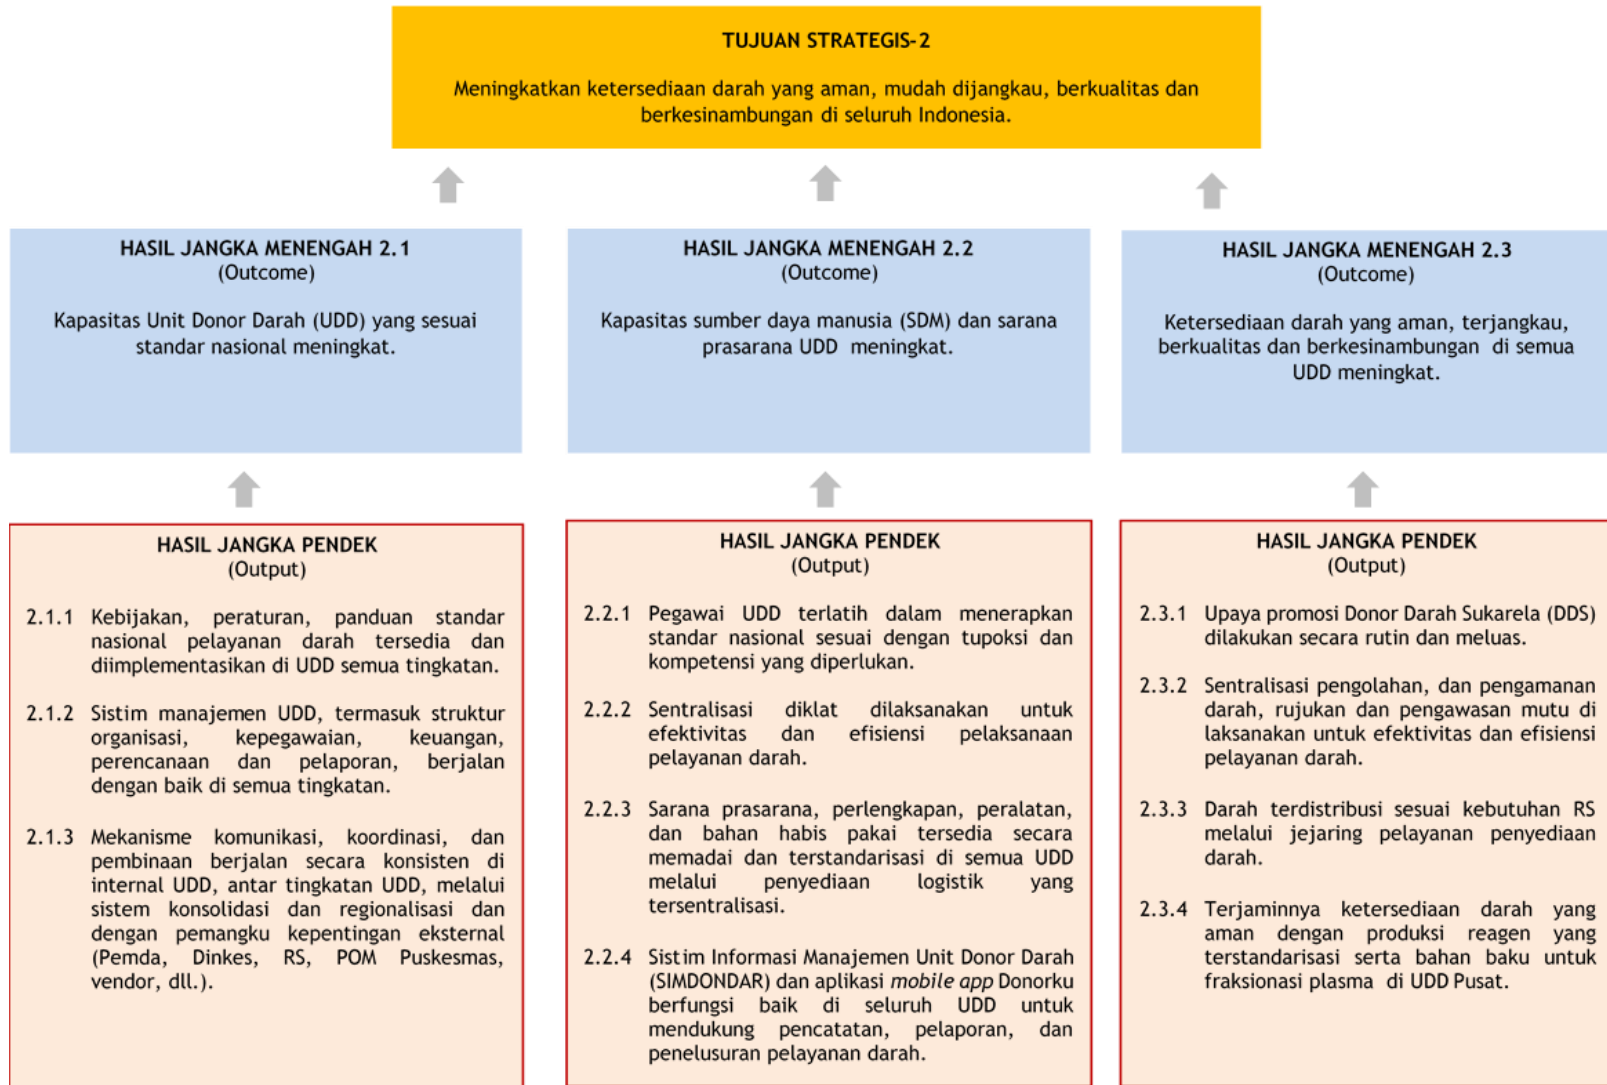 TUJUAN STRATEGIS-2
Meningkatkan ketersediaan darah yang aman, mudah dijangkau, berkualitas dan
berkesinambungan di seluruh Indonesia.
HASIL JANGKA MENENGAH 2.1
(Outcome)
Kapasitas Unit Donor Darah (UDD) yang sesuai
standar nasional meningkat.
HASIL JANGKA MENENGAH 2.2
(Outcome)
Kapasitas sumber daya manusia (SDM) dan sarana
prasarana UDD meningkat.
HASIL JANGKA MENENGAH 2.3
(Outcome)
Ketersediaan darah yang aman, terjangkau,
berkualitas dan berkesinambungan di semua
UDD meningkat.
HASIL JANGKA PENDEK
(Output)
2.1.1 Kebijakan, peraturan, panduan standar
nasional pelayanan darah tersedia dan
diimplementasikan di UDD semua tingkatan.
2.1.2 Sistim manajemen UDD, termasuk struktur
organisasi, kepegawaian, keuangan,
perencanaan dan pelaporan, berjalan
dengan baik di semua tingkatan.
2.1.3 Mekanisme komunikasi, koordinasi, dan
pembinaan berjalan secara konsisten di
internal UDD, antar tingkatan UDD, melalui
sistem konsolidasi dan regionalisasi dan
dengan pemangku kepentingan eksternal
(Pemda, Dinkes, RS, POM Puskesmas,
vendor, dll.).
HASIL JANGKA PENDEK
(Output)
2.2.1 Pegawai UDD terlatih dalam menerapkan
standar nasional sesuai dengan tupoksi dan
kompetensi yang diperlukan.
2.2.2 Sentralisasi diklat dilaksanakan untuk
efektivitas dan efisiensi pelaksanaan
pelayanan darah.
2.2.3 Sarana prasarana, perlengkapan, peralatan,
dan bahan habis pakai tersedia secara
memadai dan terstandarisasi di semua UDD
melalui penyediaan logistik yang
tersentralisasi.
2.2.4 Sistim Informasi Manajemen Unit Donor Darah
(SIMDONDAR) dan aplikasi mobile app Donorku
berfungsi baik di seluruh UDD untuk
mendukung pencatatan, pelaporan, dan
penelusuran pelayanan darah.
HASIL JANGKA PENDEK
(Output)
2.3.1 Upaya promosi Donor Darah Sukarela (DDS)
dilakukan secara rutin dan meluas.
2.3.2 Sentralisasi pengolahan, dan pengamanan
darah, rujukan dan pengawasan mutu di
laksanakan untuk efektivitas dan efisiensi
pelayanan darah.
2.3.3 Darah terdistribusi sesuai kebutuhan RS
melalui jejaring pelayanan penyediaan
darah.
2.3.4 Terjaminnya ketersediaan darah yang
aman dengan produksi reagen yang
terstandarisasi serta bahan baku untuk
fraksionasi plasma di UDD Pusat.